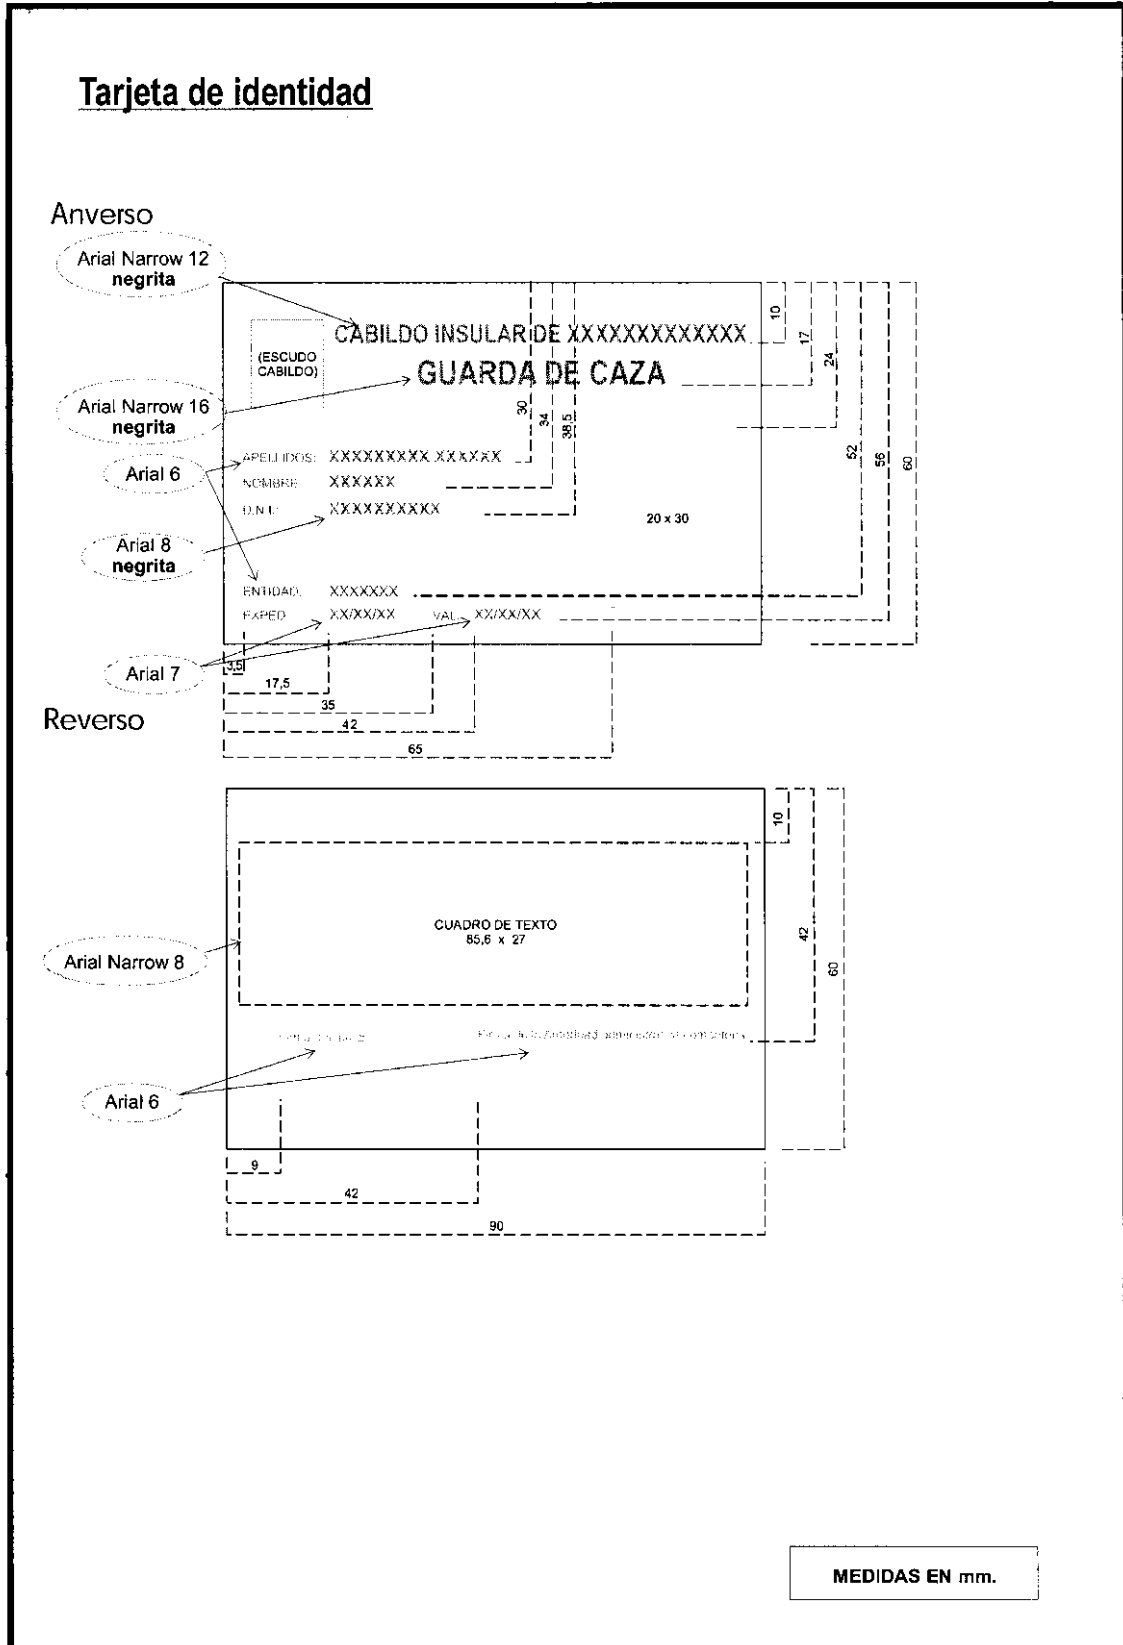 Tarjeta de identidad
Anverso
Arial Narrow 12
negrita
CABILDO INSULAR DE XXXXXXXXXXXXX
(ESCUDO
CABILDO)
GUARDA DE CAZA
Arial Narrow 16
negrita
10
17
24
30
34
38,5
52
56
60
APELLIDOS: XXXXXXXXX XXXXXX
Arial 6
NOMBRE XXXXXX
D.N.I.: XXXXXXXXXX
20 x 30
Arial 8
negrita
ENTIDAD: XXXXXXX
EXPED XX/XX/XX VAL. XX/XX/XX
Arial 7
3,5
17,5
35
42
65
Reverso
10
42
60
CUADRO DE TEXTO
85,6 x 27
Arial Narrow 8
Arial 6
9
42
90
MEDIDAS EN mm.